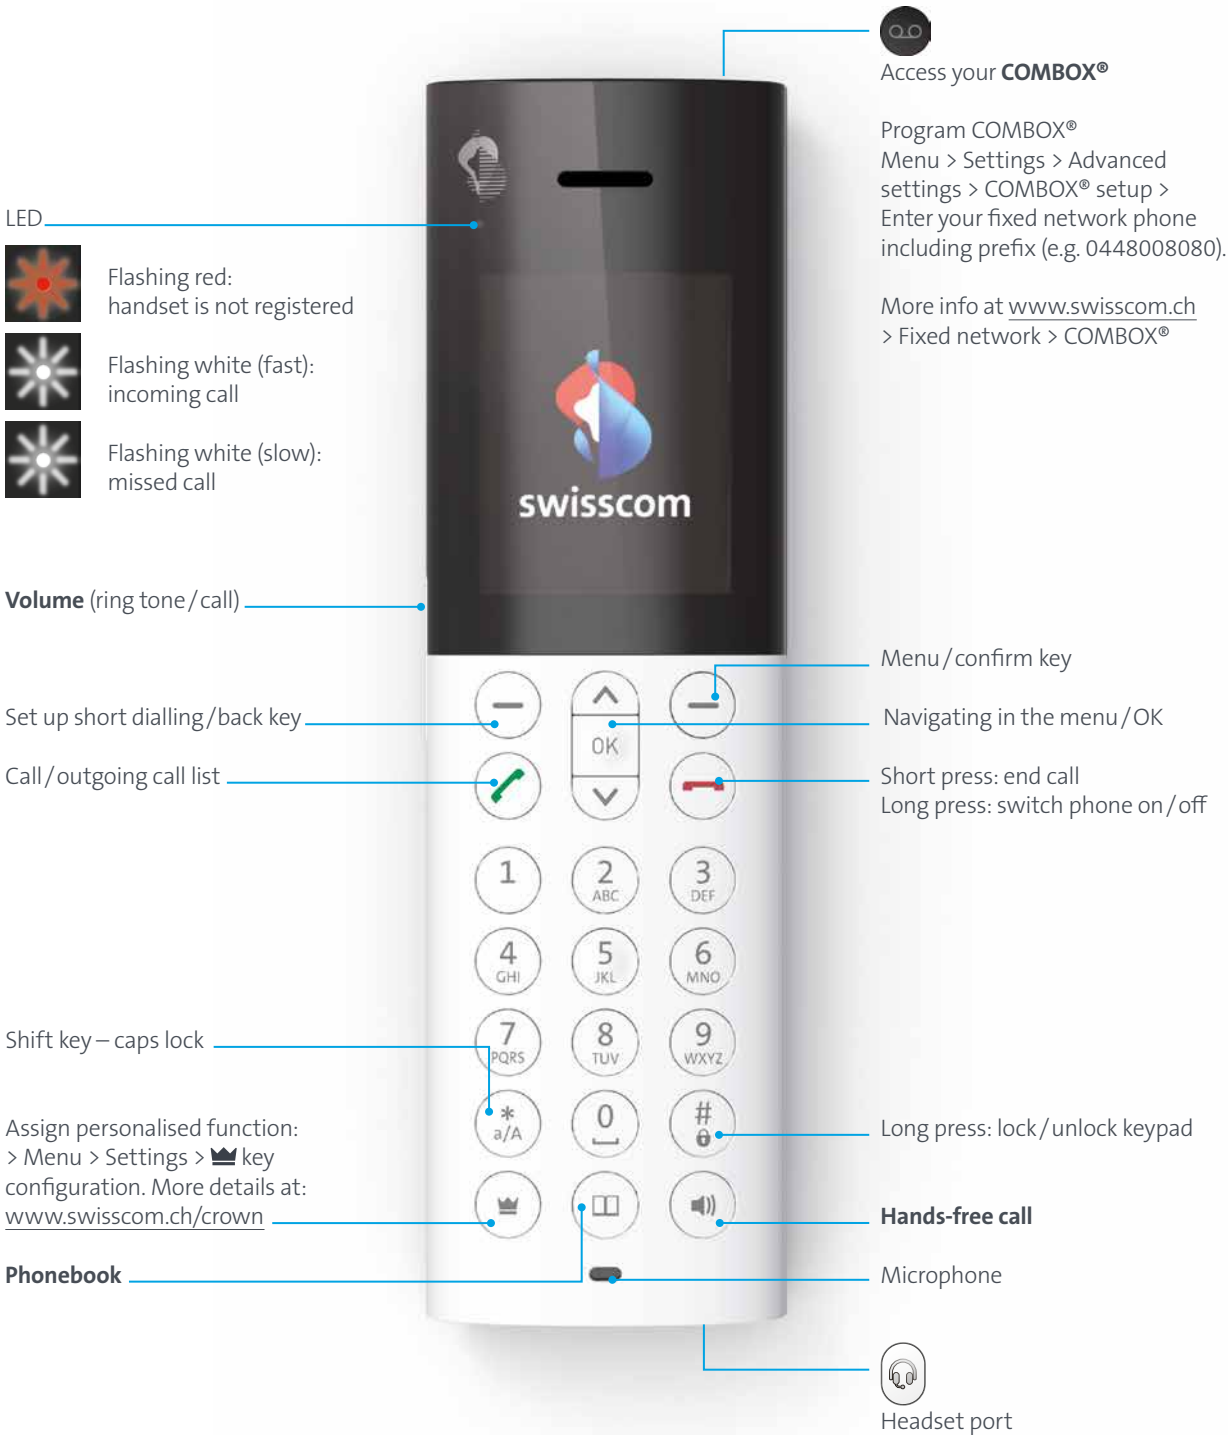 Access your COMBOX®
Program COMBOX®
Menu > Settings > Advanced
settings > COMBOX® setup >
Enter your fixed network phone
including prefix (e.g. 0448008080).
More info at www.swisscom.ch
> Fixed network > COMBOX®
LED
Flashing red:
handset is not registered
Flashing white (fast):
incoming call
Flashing white (slow):
missed call
swisscom
Volume (ring tone/call)
Menu/confirm key
Set up short dialling/back key
Navigating in the menu/OK
OK
Call/outgoing call list
Short press: end call
Long press: switch phone on/off
1
2
ABC
3
DEF
4
GHI
5
JKL
6
MNO
7
PQRS
8
TUV
9
WXYZ
Shift key – caps lock
*
a/A
0
#
Long press: lock/unlock keypad
Assign personalised function:
> Menu > Settings > key
configuration. More details at:
www.swisscom.ch/crown
Hands-free call
Phonebook
Microphone
Headset port